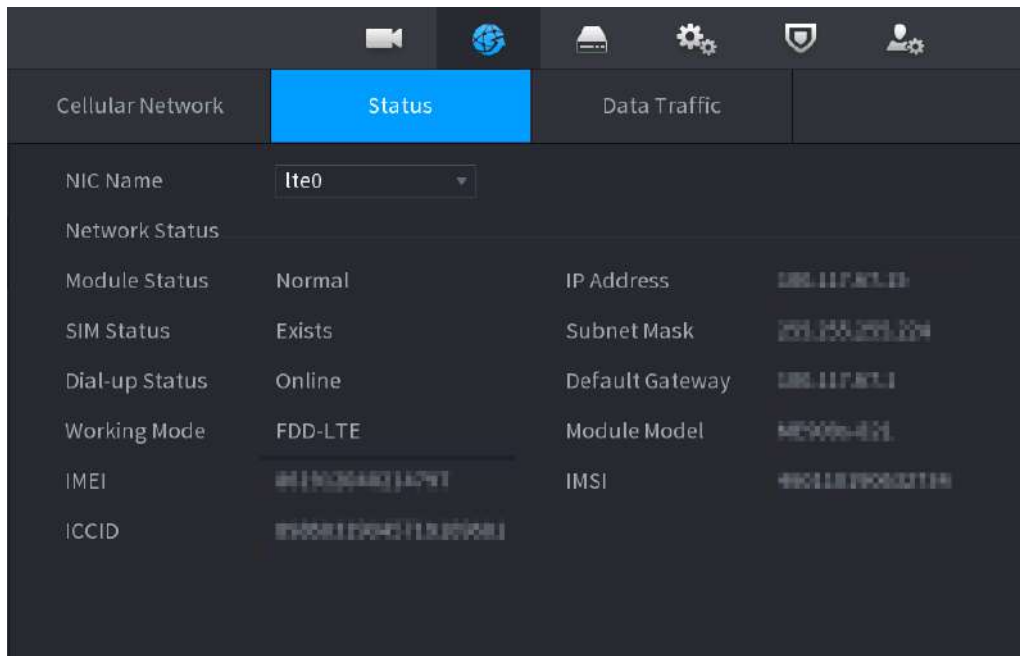 Cellular Network Status Data Traffic
NIC Name lte0
Network Status
Module Status Normal IP Address
SIM Status Exists Subnet Mask
Dial-up Status Online Default Gateway
Working Mode FDD-LTE Module Model
IMEI IMSI
ICCID